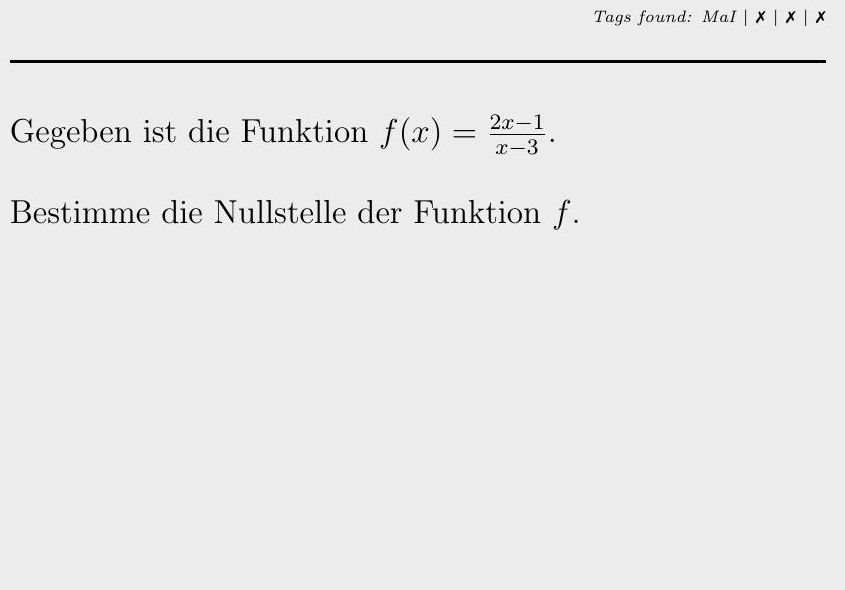 Tags found: MaI | ✗ | ✗ | ✗
Gegeben ist die Funktion f(x) = \frac{2x−1}{x−3}.
Bestimme die Nullstelle der Funktion f.